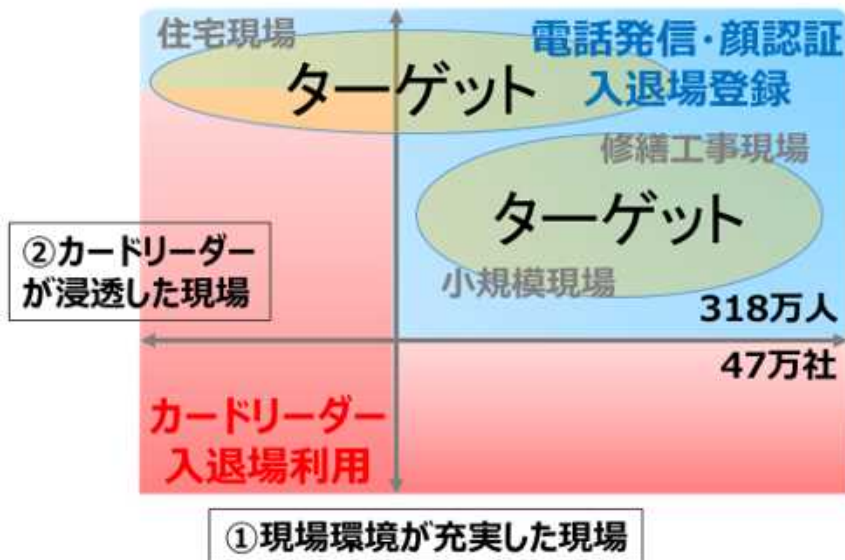 住宅現場
電話発信・顔認証
入退場登録
ターゲット
修繕工事現場
ターゲット
②カードリーダー
が浸透した現場
小規模現場
318万人
47万社
カードリーダー
入退場利用
①現場環境が充実した現場